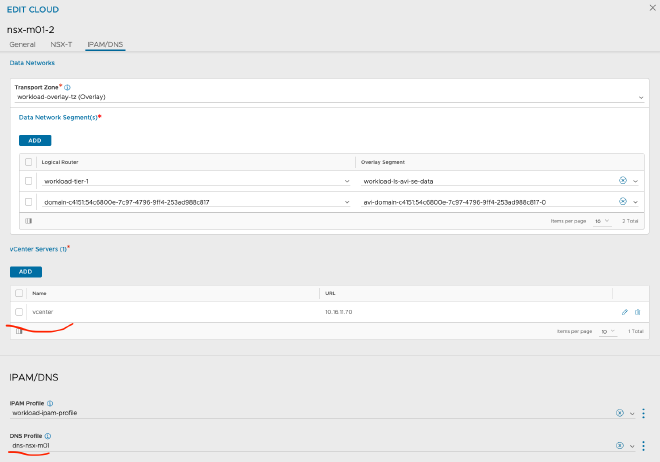 EDIT CLOUD
nsx-m01-2
General NSX-T IPAM/DNS
Data Networks
Transport Zone*
workload-overlay-tz (Overlay)
Data Network Segment(s)*
ADD
Logical Router Overlay Segment
workload-tier-1 workload-ls-avi-se-data
domain-c4151:54c6800e-7c97-4796-91f4-253ad988c817 avi-domain-c4151:54c6800e-7c97-4796-91f4-253ad988c817-0
Items per page 16 2 Total
vCenter Servers (1)*
ADD
Name URL
vcenter 10.16.11.70
Items per page 10 1 Total
IPAM/DNS
IPAM Profile
workload-ipam-profile
DNS Profile
dns-nsx-m01